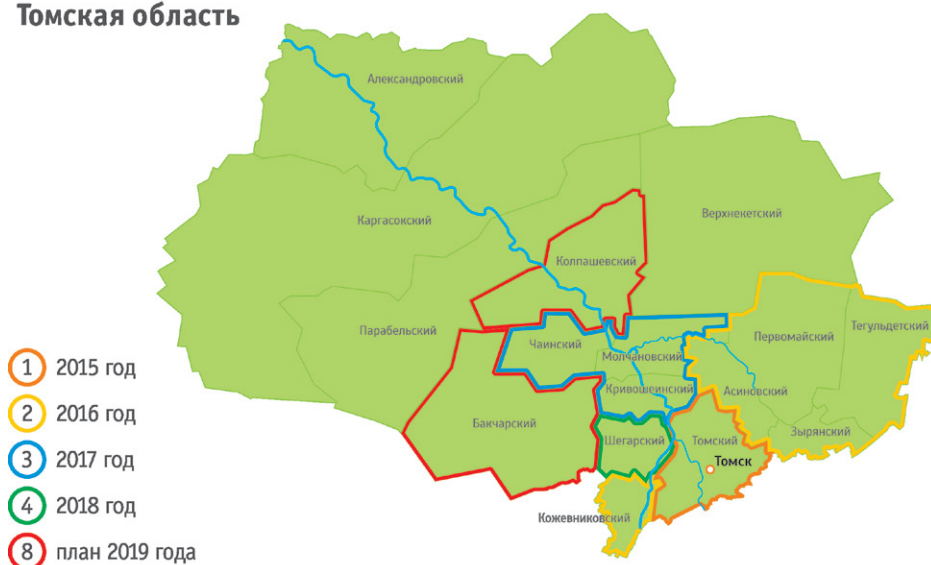 Томская область
Александровский
Каргасокский
Верхнекетский
Колпашевский
Парабельский
Чаинский
Молчановский
Первомайский
Тегульдетский
Кривошеинский
Асиновский
Бакчарский
Шегарский
Томский
Зырянский
Томск
Кожевниковский
1 2015 год
2 2016 год
3 2017 год
4 2018 год
8 план 2019 года